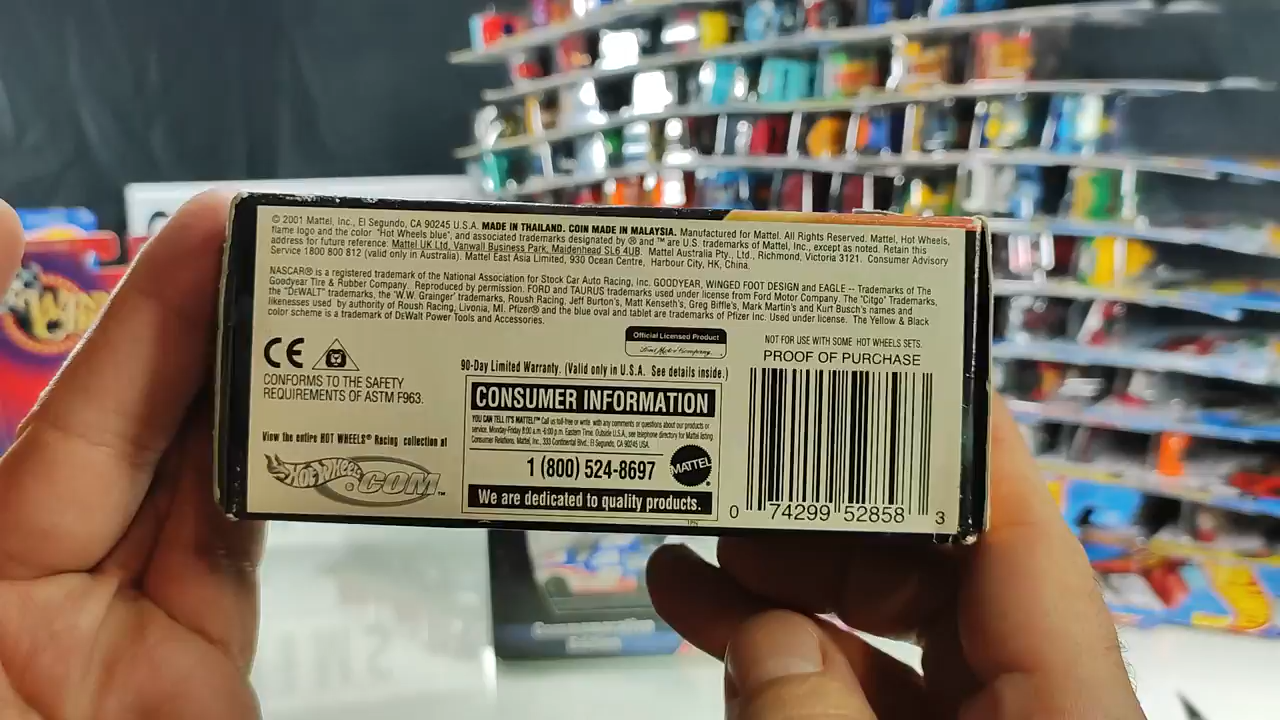 © 2001 Mattel, Inc., El Segundo, CA 90245 U.S.A. MADE IN THAILAND. COIN MADE IN MALAYSIA. Manufactured for Mattel. All Rights Reserved. Mattel, Hot Wheels,
flame logo and the color "Hot Wheels blue", and associated trademarks designated by ® and ™ are U.S. trademarks of Mattel, Inc., except as noted. Retain this
address for future reference: Mattel UK Ltd, Vanwall Business Park, Maidenhead SL6 4UB. Mattel Australia Pty., Ltd., Richmond, Victoria 3121. Consumer Advisory
Service 1800 800 812 (valid only in Australia). Mattel East Asia Limited, 930 Ocean Centre, Harbour City, HK, China.
NASCAR® is a registered trademark of the National Association for Stock Car Auto Racing, Inc. GOODYEAR, WINGED FOOT DESIGN and EAGLE -- Trademarks of The
Goodyear Tire & Rubber Company. Reproduced by permission. FORD and TAURUS trademarks used under license from Ford Motor Company. The "Citgo" Trademarks,
the "DEWALT" trademarks, the "W.W. Grainger" trademarks, Roush Racing, Jeff Burton's, Matt Kenseth's, Greg Biffle's, Mark Martin's and Kurt Busch's names and
likenesses used by authority of Roush Racing, Livonia, MI. Pfizer® and the blue oval and tablet are trademarks of Pfizer Inc. Used under license. The Yellow & Black
color scheme is a trademark of DEWalt Power Tools and Accessories.
Official Licensed Product
Ford Motor Company
NOT FOR USE WITH SOME HOT WHEELS SETS.
PROOF OF PURCHASE
CE
CONFORMS TO THE SAFETY
REQUIREMENTS OF ASTM F963.
90-Day Limited Warranty. (Valid only in U.S.A. See details inside.)
CONSUMER INFORMATION
YOU CAN TELL IT'S MATTEL!™ Call us toll-free or write with any comments or questions about our products or
service. Monday-Friday 8:00 a.m.-6:00 p.m. Eastern Time. Outside U.S.A., see telephone directory for Mattel listing.
Consumer Relations. Mattel, Inc., 333 Continental Blvd., El Segundo, CA 90245 USA.
1 (800) 524-8697
MATTEL
We are dedicated to quality products.
View the entire HOT WHEELS® Racing collection at
HOT WHEELS.COM™
0 74299 52858 3